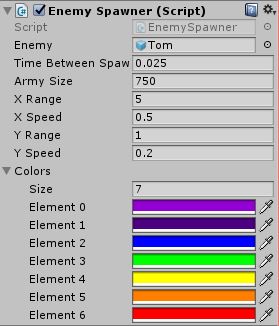 Enemy Spawner (Script)
Script EnemySpawner
Enemy Tom
Time Between Spaw 0.025
Army Size 750
X Range 5
X Speed 0.5
Y Range 1
Y Speed 0.2
Colors
Size 7
Element 0
Element 1
Element 2
Element 3
Element 4
Element 5
Element 6